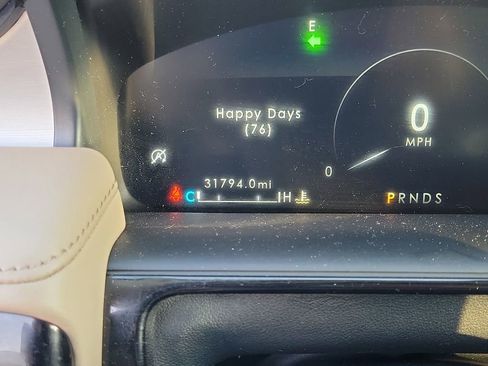 E
Happy Days
(76)
0
MPH
0
31794.0mi
C H
PRNDS